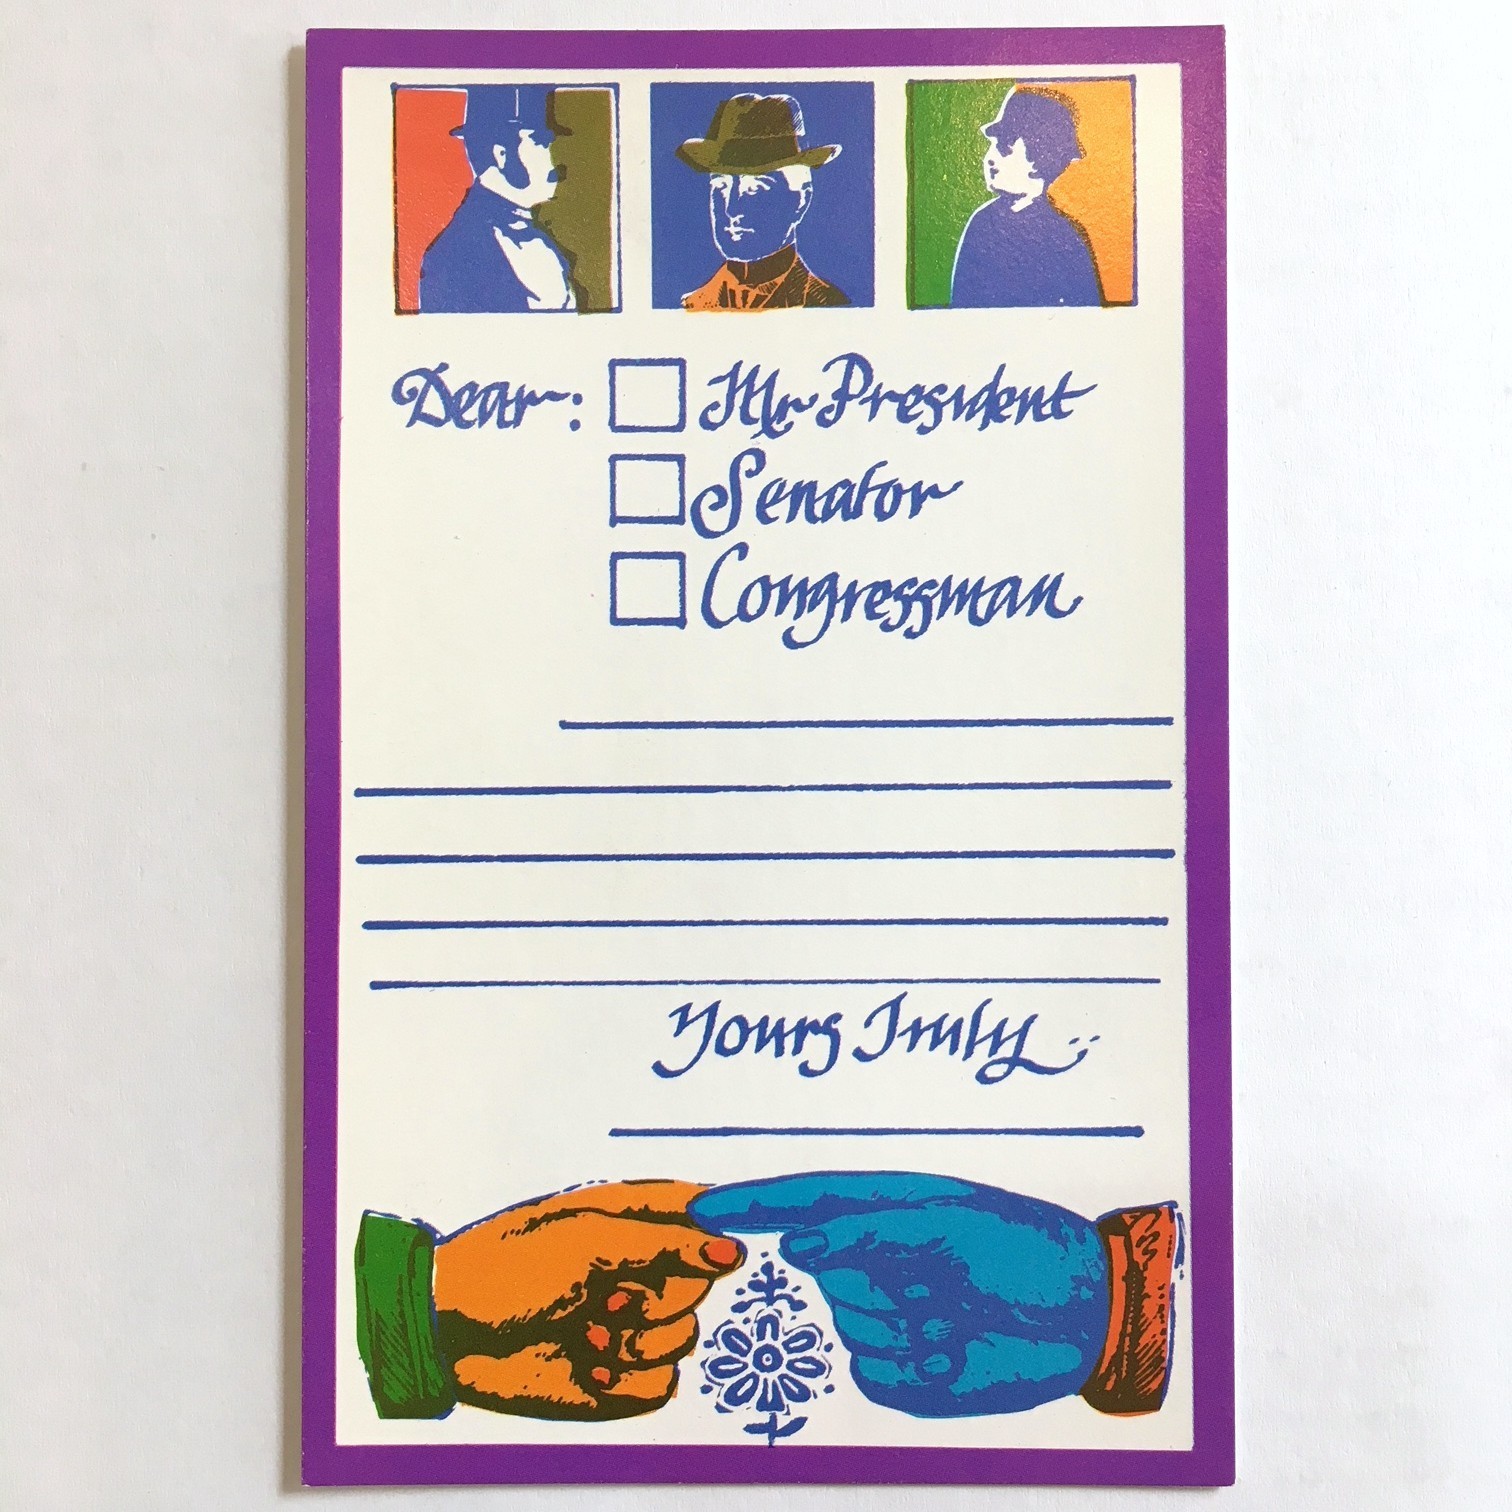 Dear: Mr President
Senator
Congressman
Yours Truly